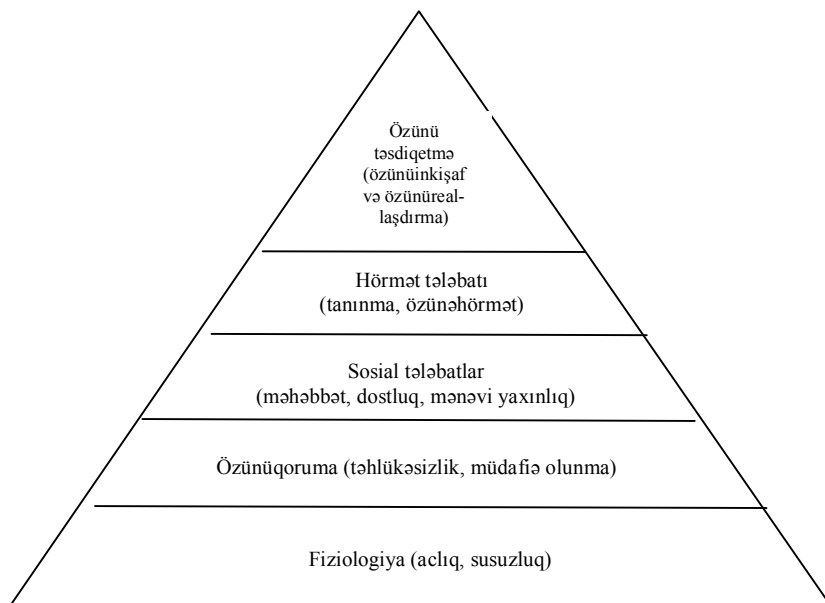 Özünü
təsdiqetmə
(özünüinkişaf
və özünüreal-
laşdırma)
Hörmət tələbatı
(tanınma, özünəhörmət)
Sosial tələbatlar
(məhəbbət, dostluq, mənəvi yaxınlıq)
Özünüqoruma (təhlükəsizlik, müdafiə olunma)
Fiziologiya (aclıq, susuzluq)